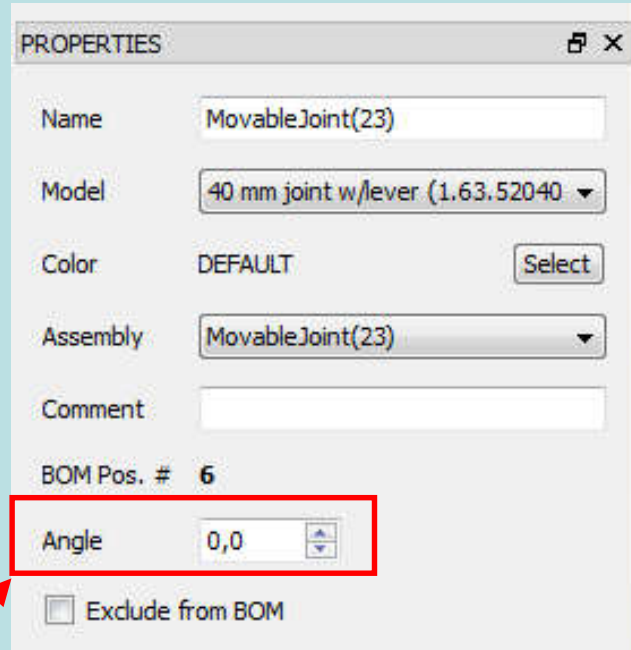 PROPERTIES
Name MovableJoint(23)
Model 40 mm joint w/lever (1.63.52040
Color DEFAULT Select
Assembly MovableJoint(23)
Comment
BOM Pos. # 6
Angle 0,0
Exclude from BOM